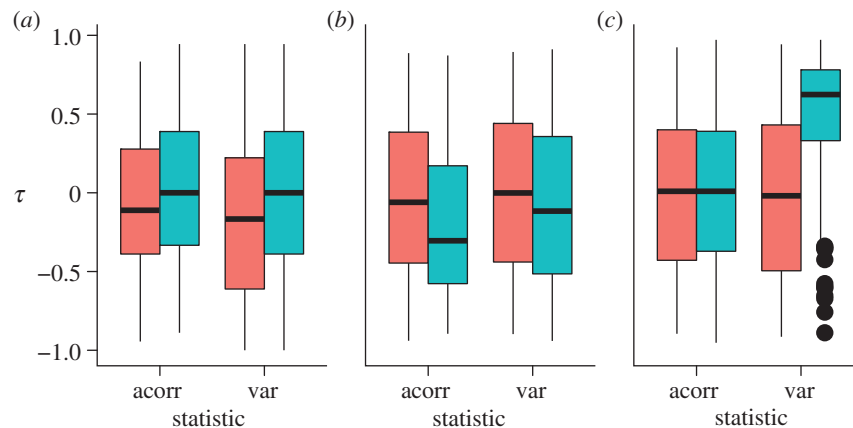 (a)
(b)
(c)
1.0
0.5
0
−0.5
−1.0
τ
acorr var
acorr var
acorr var
statistic
statistic
statistic